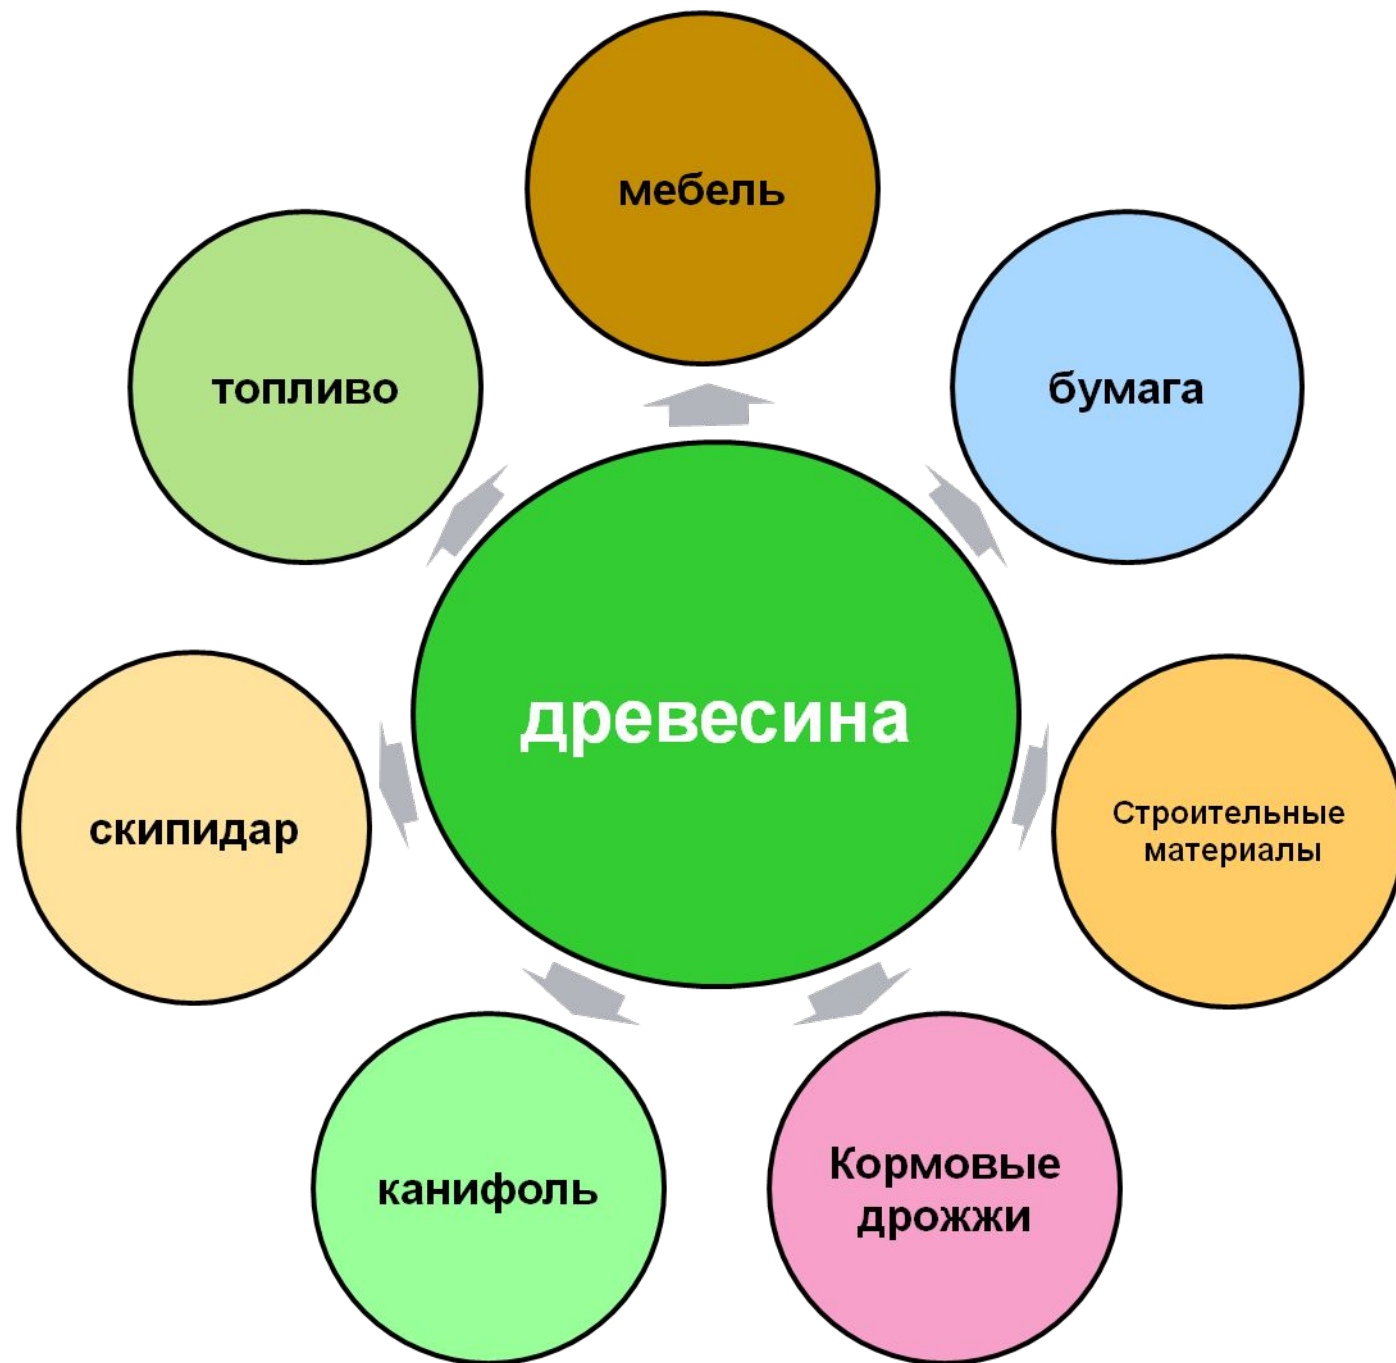 мебель
топливо
бумага
древесина
скипидар
Строительные
материалы
канифоль
Кормовые
дрожжи